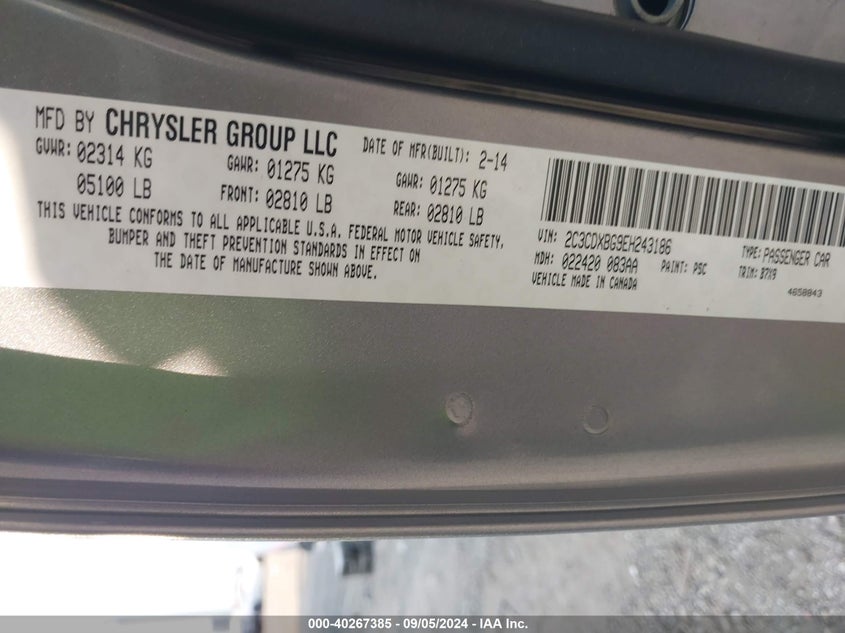 MFD BY CHRYSLER GROUP LLC
DATE OF MFR(BUILT): 2-14
GVWR: 02314 KG
GAWR: 01275 KG
GAWR: 01275 KG
05100 LB
FRONT: 02810 LB
REAR: 02810 LB
THIS VEHICLE CONFORMS TO ALL APPLICABLE U.S.A. FEDERAL MOTOR VEHICLE SAFETY,
BUMPER AND THEFT PREVENTION STANDARDS IN EFFECT ON
THE DATE OF MANUFACTURE SHOWN ABOVE.
VIN: 2C3CDXBG9EH243186
TYPE: PASSENGER CAR
MDH: 022420 083AA
PAINT: PSC
TRIM: B7X9
VEHICLE MADE IN CANADA
4658843
000-40267385 - 09/05/2024 - IAA Inc.